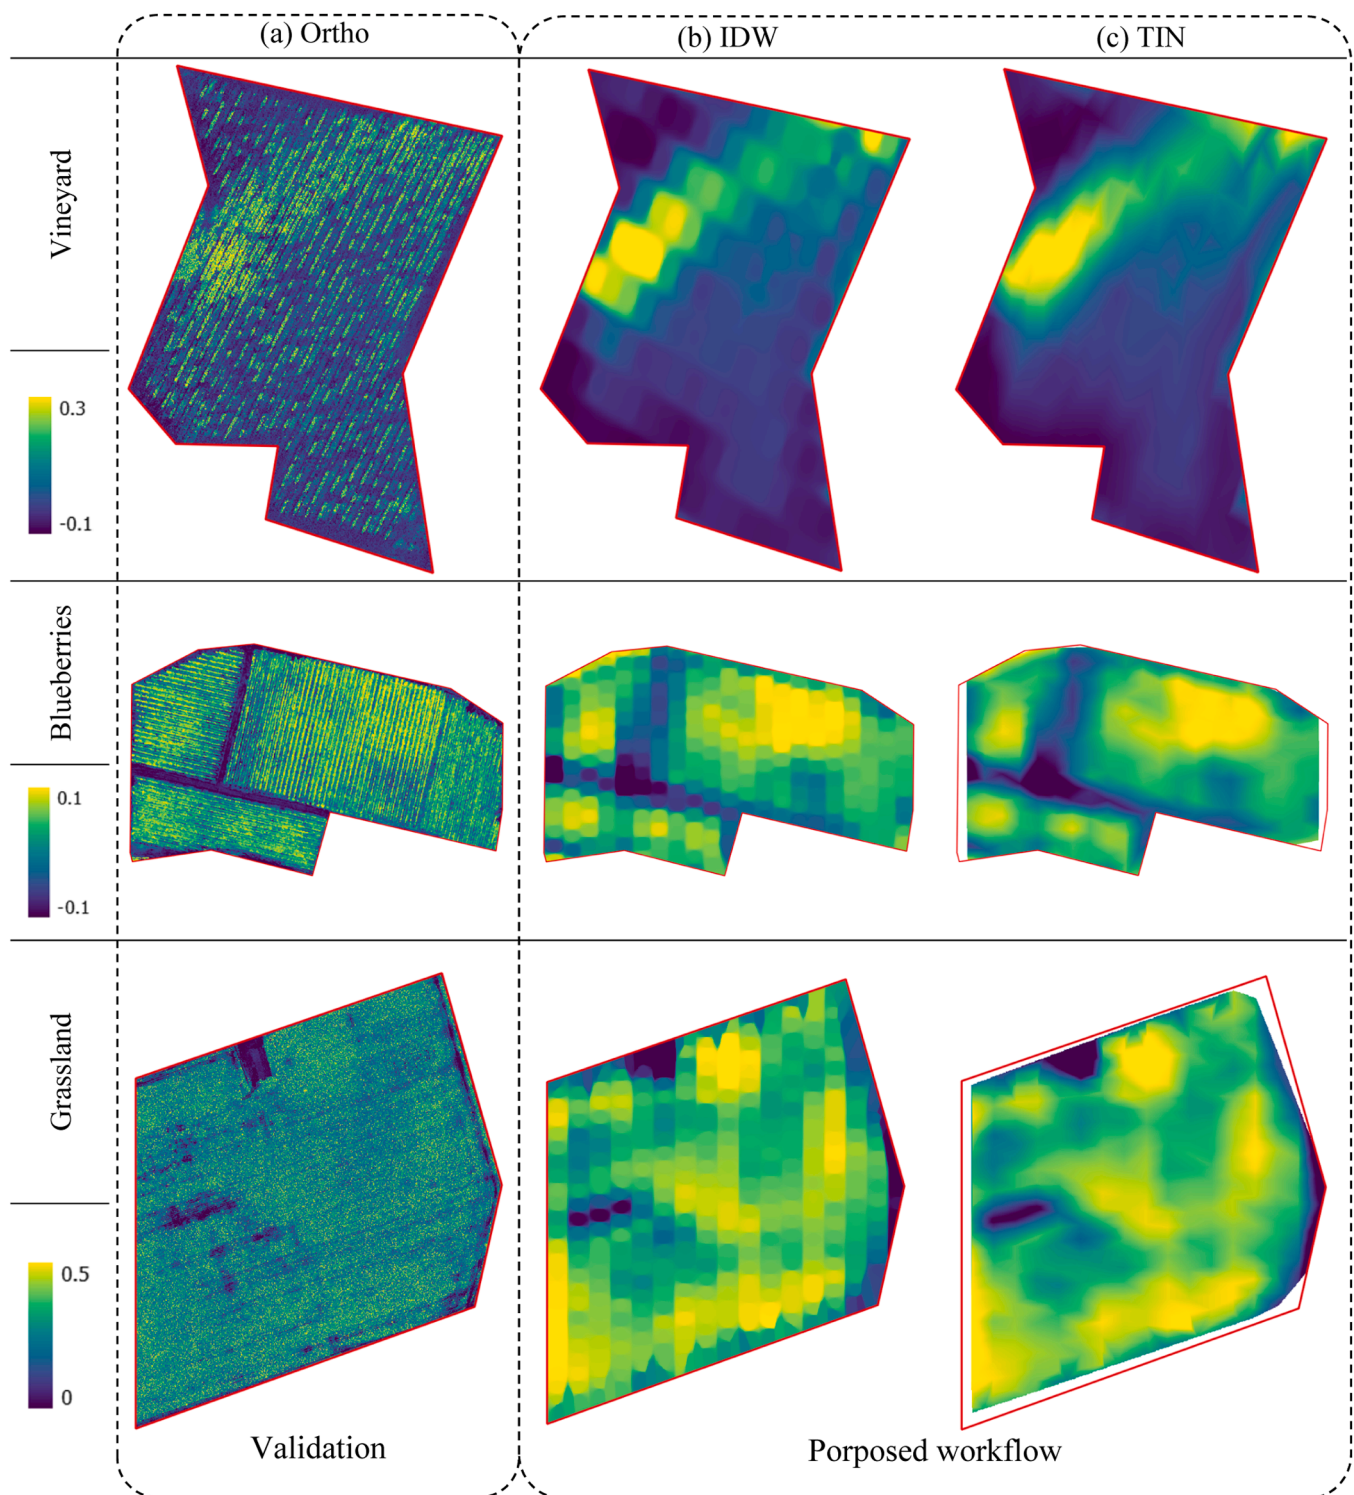 (a) Ortho
(b) IDW
(c) TIN
Vineyard
0.3
-0.1
Blueberries
0.1
-0.1
Grassland
0.5
0
Validation
Porposed workflow